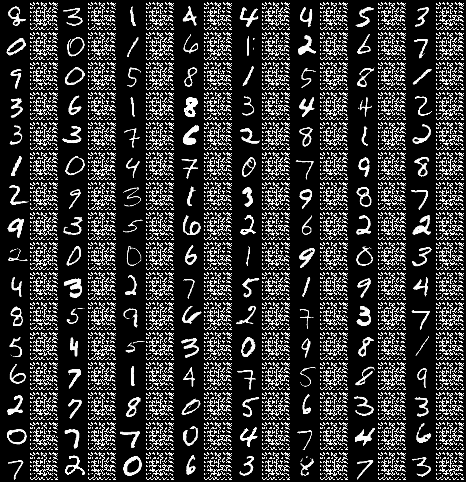 8 3 1 4 4 4 5 3
0 0 1 6 1 2 6 7
9 0 5 8 1 5 8 1
3 6 1 8 3 4 4 2
3 3 7 6 2 8 1 2
1 0 4 7 0 7 9 8
2 9 3 1 3 9 8 7
9 3 5 6 2 6 2 2
2 0 0 6 1 9 0 3
4 3 2 7 5 1 9 4
8 5 9 6 2 7 3 7
5 4 5 3 0 9 8 1
6 7 1 4 7 5 8 9
2 7 8 0 5 6 3 3
0 7 7 0 4 7 4 6
7 2 0 6 3 8 7 3